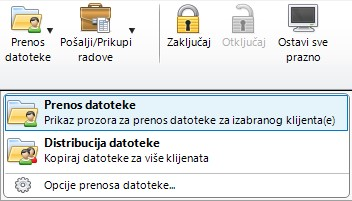 Prenos datoteke
Pošalji/Prikupi radove
Zaključaj
Otključaj
Ostavi sve prazno
Prenos datoteke
Prikaz prozora za prenos datoteke za izabranog klijenta(e)
Distribucija datoteke
Kopiraj datoteke za više klijenata
Opcije prenosa datoteke...